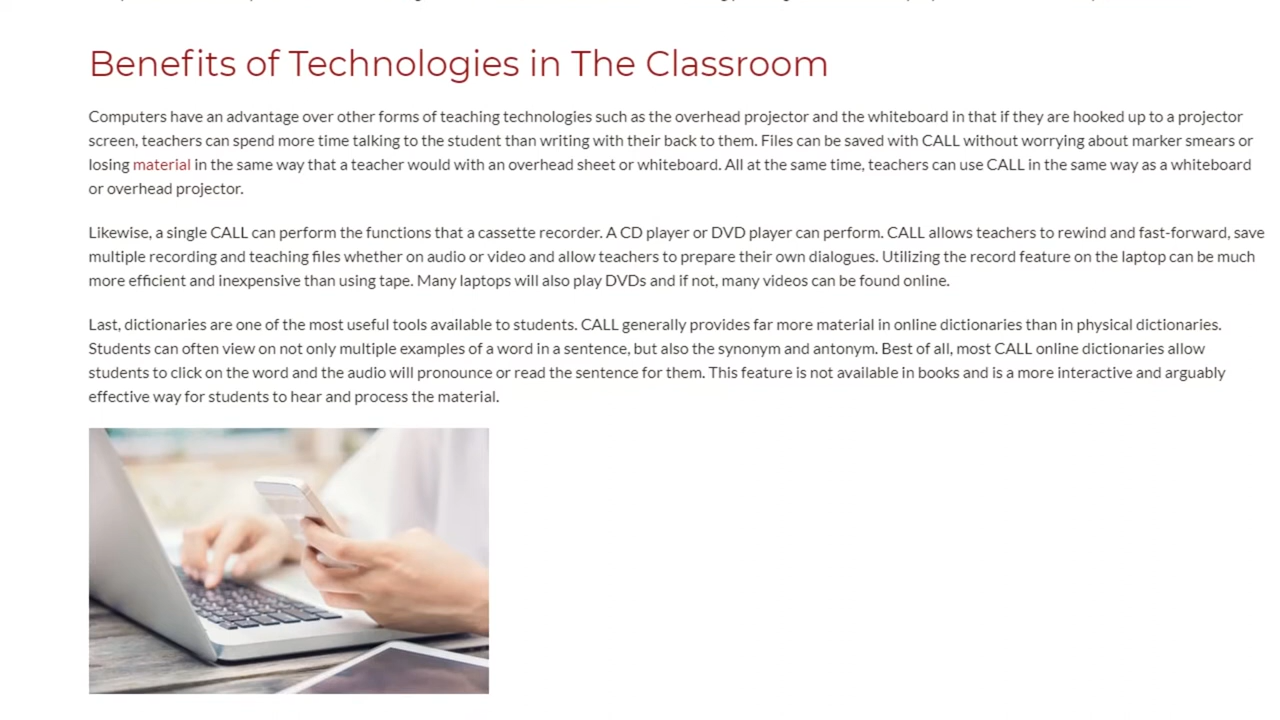 Benefits of Technologies in The Classroom
Computers have an advantage over other forms of teaching technologies such as the overhead projector and the whiteboard in that if they are hooked up to a projector
screen, teachers can spend more time talking to the student than writing with their back to them. Files can be saved with CALL without worrying about marker smears or
losing material in the same way that a teacher would with an overhead sheet or whiteboard. All at the same time, teachers can use CALL in the same way as a whiteboard
or overhead projector.
Likewise, a single CALL can perform the functions that a cassette recorder. A CD player or DVD player can perform. CALL allows teachers to rewind and fast-forward, save
multiple recording and teaching files whether on audio or video and allow teachers to prepare their own dialogues. Utilizing the record feature on the laptop can be much
more efficient and inexpensive than using tape. Many laptops will also play DVDs and if not, many videos can be found online.
Last, dictionaries are one of the most useful tools available to students. CALL generally provides far more material in online dictionaries than in physical dictionaries.
Students can often view on not only multiple examples of a word in a sentence, but also the synonym and antonym. Best of all, most CALL online dictionaries allow
students to click on the word and the audio will pronounce or read the sentence for them. This feature is not available in books and is a more interactive and arguably
effective way for students to hear and process the material.